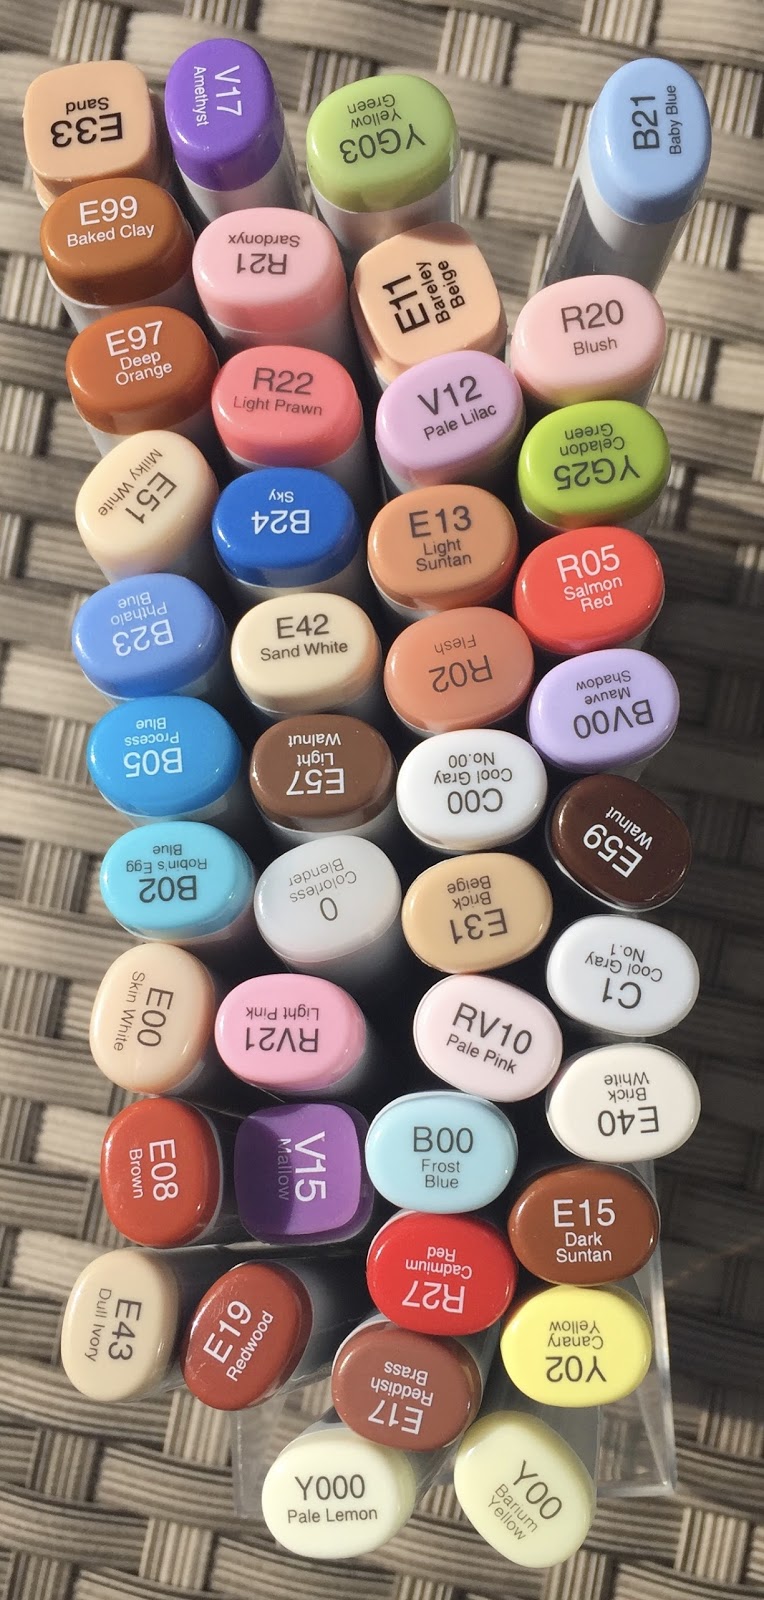 E33
Sand
V17
Amethyst
YG03
Yellow
Green
B21
Baby Blue
E99
Baked Clay
R21
Sardonyx
E11
Bareley
Beige
R20
Blush
E97
Deep
Orange
R22
Light Prawn
V12
Pale Lilac
YG25
Celadon
Green
E51
Milky White
B24
Sky
E13
Light
Suntan
R05
Salmon
Red
B23
Phthalo
Blue
E42
Sand White
R02
Flesh
BV00
Mauve
Shadow
B05
Process
Blue
E57
Light
Walnut
C00
Cool Gray
No.00
E59
Walnut
B02
Robin's Egg
Blue
0
Colorless
Blender
E31
Brick
Beige
C1
Cool Gray
No.1
E00
Skin White
RV21
Light Pink
RV10
Pale Pink
E40
Brick
White
E08
Brown
V15
Mallow
B00
Frost
Blue
E15
Dark
Suntan
R27
Cadmium
Red
E43
Dull Ivory
E19
Redwood
E17
Reddish
Brass
Y02
Canary
Yellow
Y000
Pale Lemon
Y00
Barium
Yellow